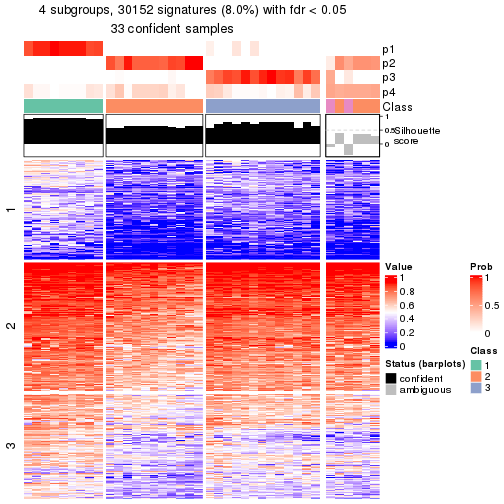 4 subgroups, 30152 signatures (8.0%) with fdr < 0.05
33 confident samples
p1
p2
p3
p4
Class
1
0.5
0
Silhouette
score
1
2
3
Value
1
0.8
0.6
0.4
0.2
0
Status (barplots)
confident
ambiguous
Prob
1
0.5
0
Class
1
2
3